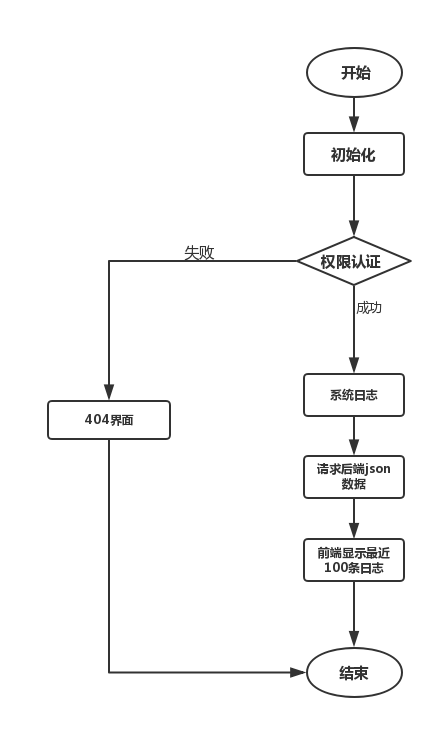 开始
初始化
失败
权限认证
成功
系统日志
404界面
请求后端json
数据
前端显示最近
100条日志
结束